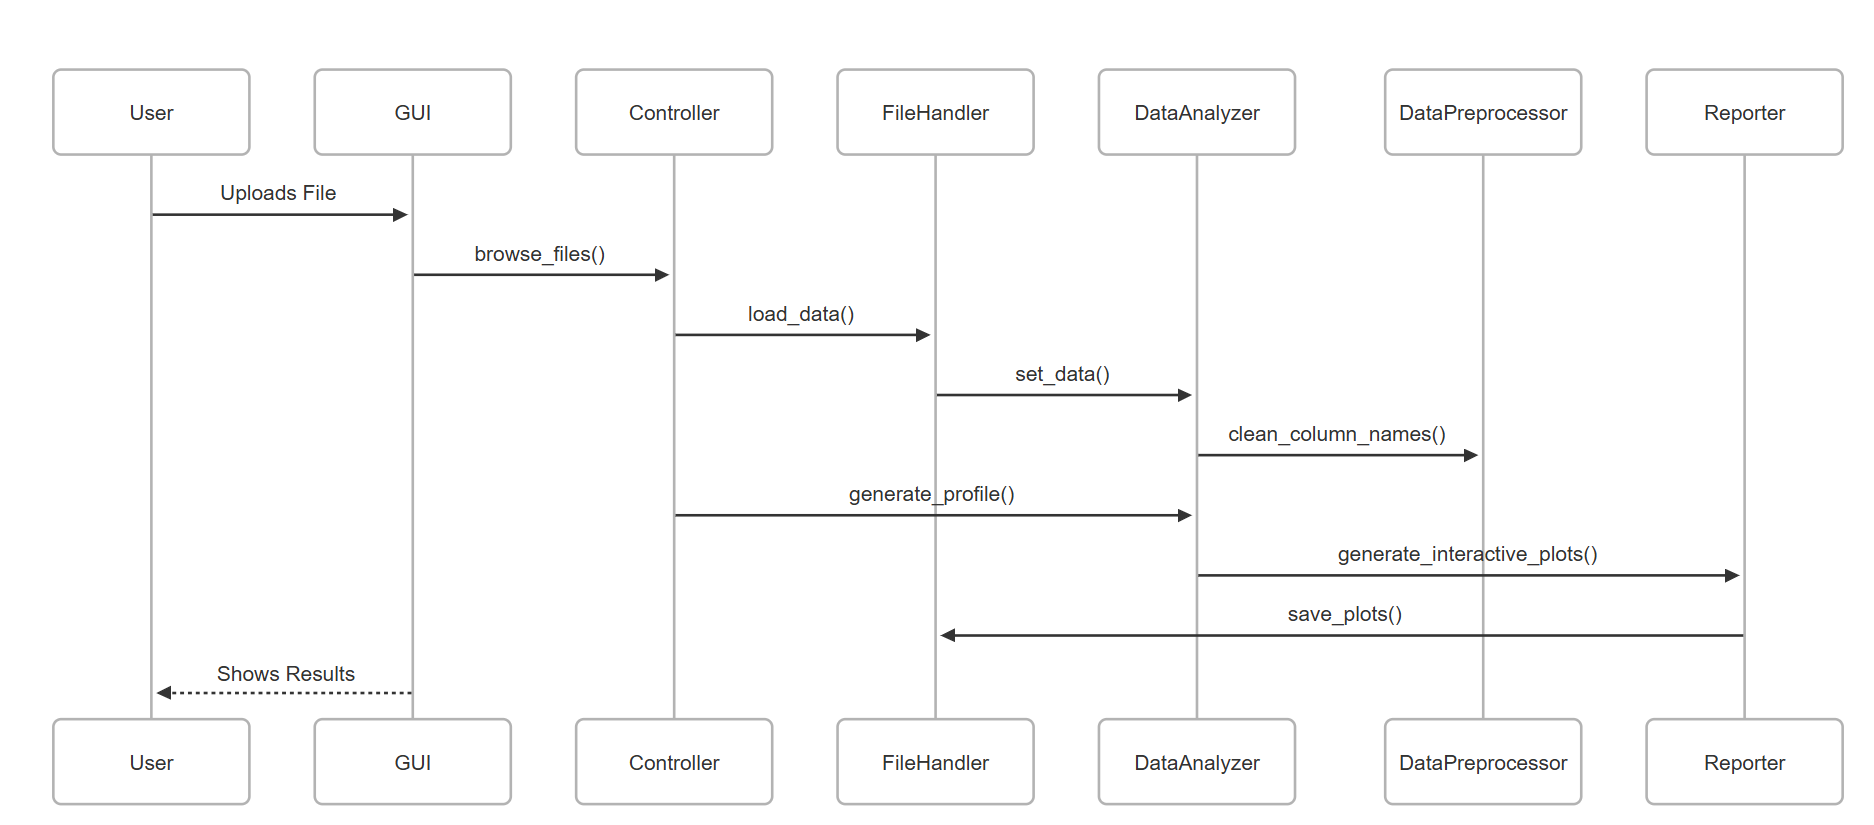 User
GUI
Controller
FileHandler
DataAnalyzer
DataPreprocessor
Reporter
Uploads File
browse_files()
load_data()
set_data()
clean_column_names()
generate_profile()
generate_interactive_plots()
save_plots()
Shows Results
User
GUI
Controller
FileHandler
DataAnalyzer
DataPreprocessor
Reporter